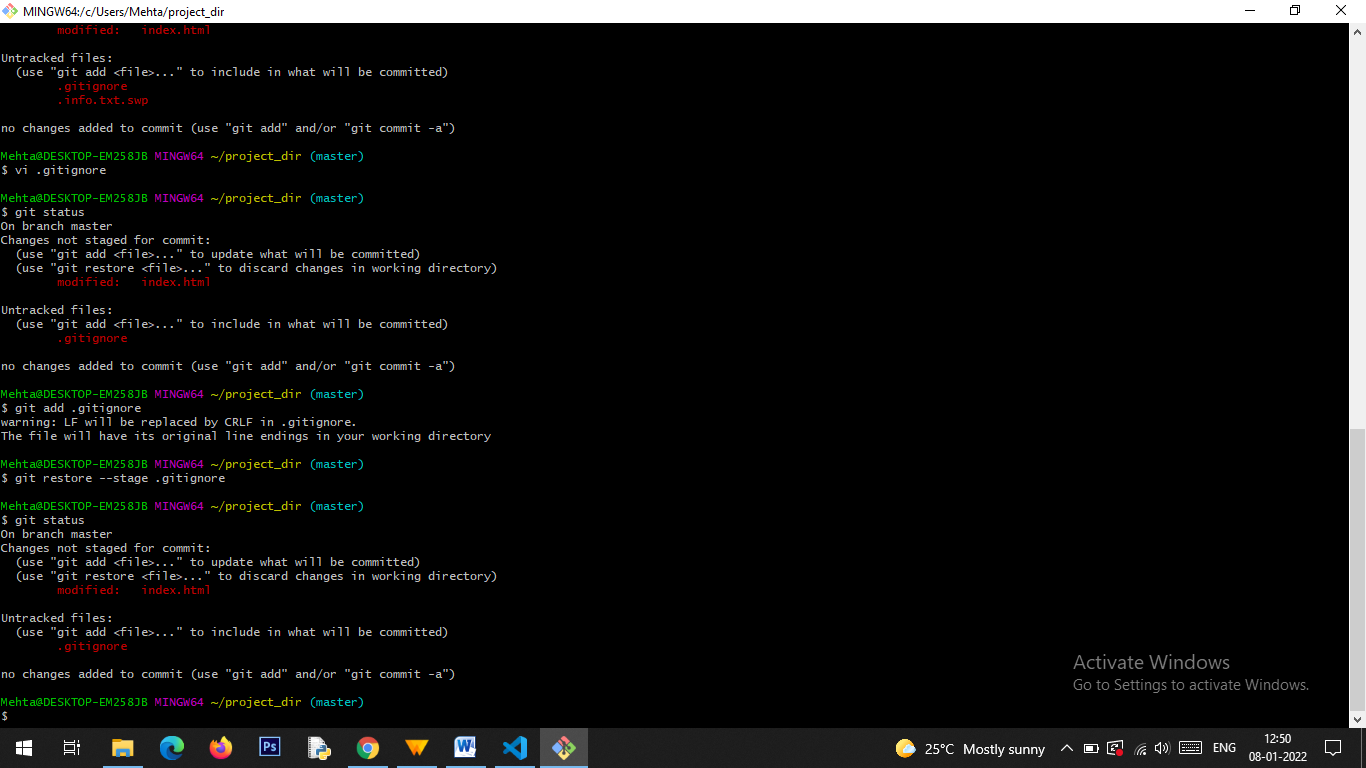 MINGW64:/c/Users/Mehta/project_dir
modified: index.html
Untracked files:
(use "git add <file>..." to include in what will be committed)
.gitignore
.info.txt.swp
no changes added to commit (use "git add" and/or "git commit -a")
Mehta@DESKTOP-EM258JB MINGW64 ~/project_dir (master)
$ vi .gitignore
Mehta@DESKTOP-EM258JB MINGW64 ~/project_dir (master)
$ git status
On branch master
Changes not staged for commit:
(use "git add <file>..." to update what will be committed)
(use "git restore <file>..." to discard changes in working directory)
modified: index.html
Untracked files:
(use "git add <file>..." to include in what will be committed)
.gitignore
no changes added to commit (use "git add" and/or "git commit -a")
Mehta@DESKTOP-EM258JB MINGW64 ~/project_dir (master)
$ git add .gitignore
warning: LF will be replaced by CRLF in .gitignore.
The file will have its original line endings in your working directory
Mehta@DESKTOP-EM258JB MINGW64 ~/project_dir (master)
$ git restore --stage .gitignore
Mehta@DESKTOP-EM258JB MINGW64 ~/project_dir (master)
$ git status
On branch master
Changes not staged for commit:
(use "git add <file>..." to update what will be committed)
(use "git restore <file>..." to discard changes in working directory)
modified: index.html
Untracked files:
(use "git add <file>..." to include in what will be committed)
.gitignore
no changes added to commit (use "git add" and/or "git commit -a")
Mehta@DESKTOP-EM258JB MINGW64 ~/project_dir (master)
$
Activate Windows
Go to Settings to activate Windows.
Ps
W
25°C Mostly sunny
ENG
12:50
08-01-2022